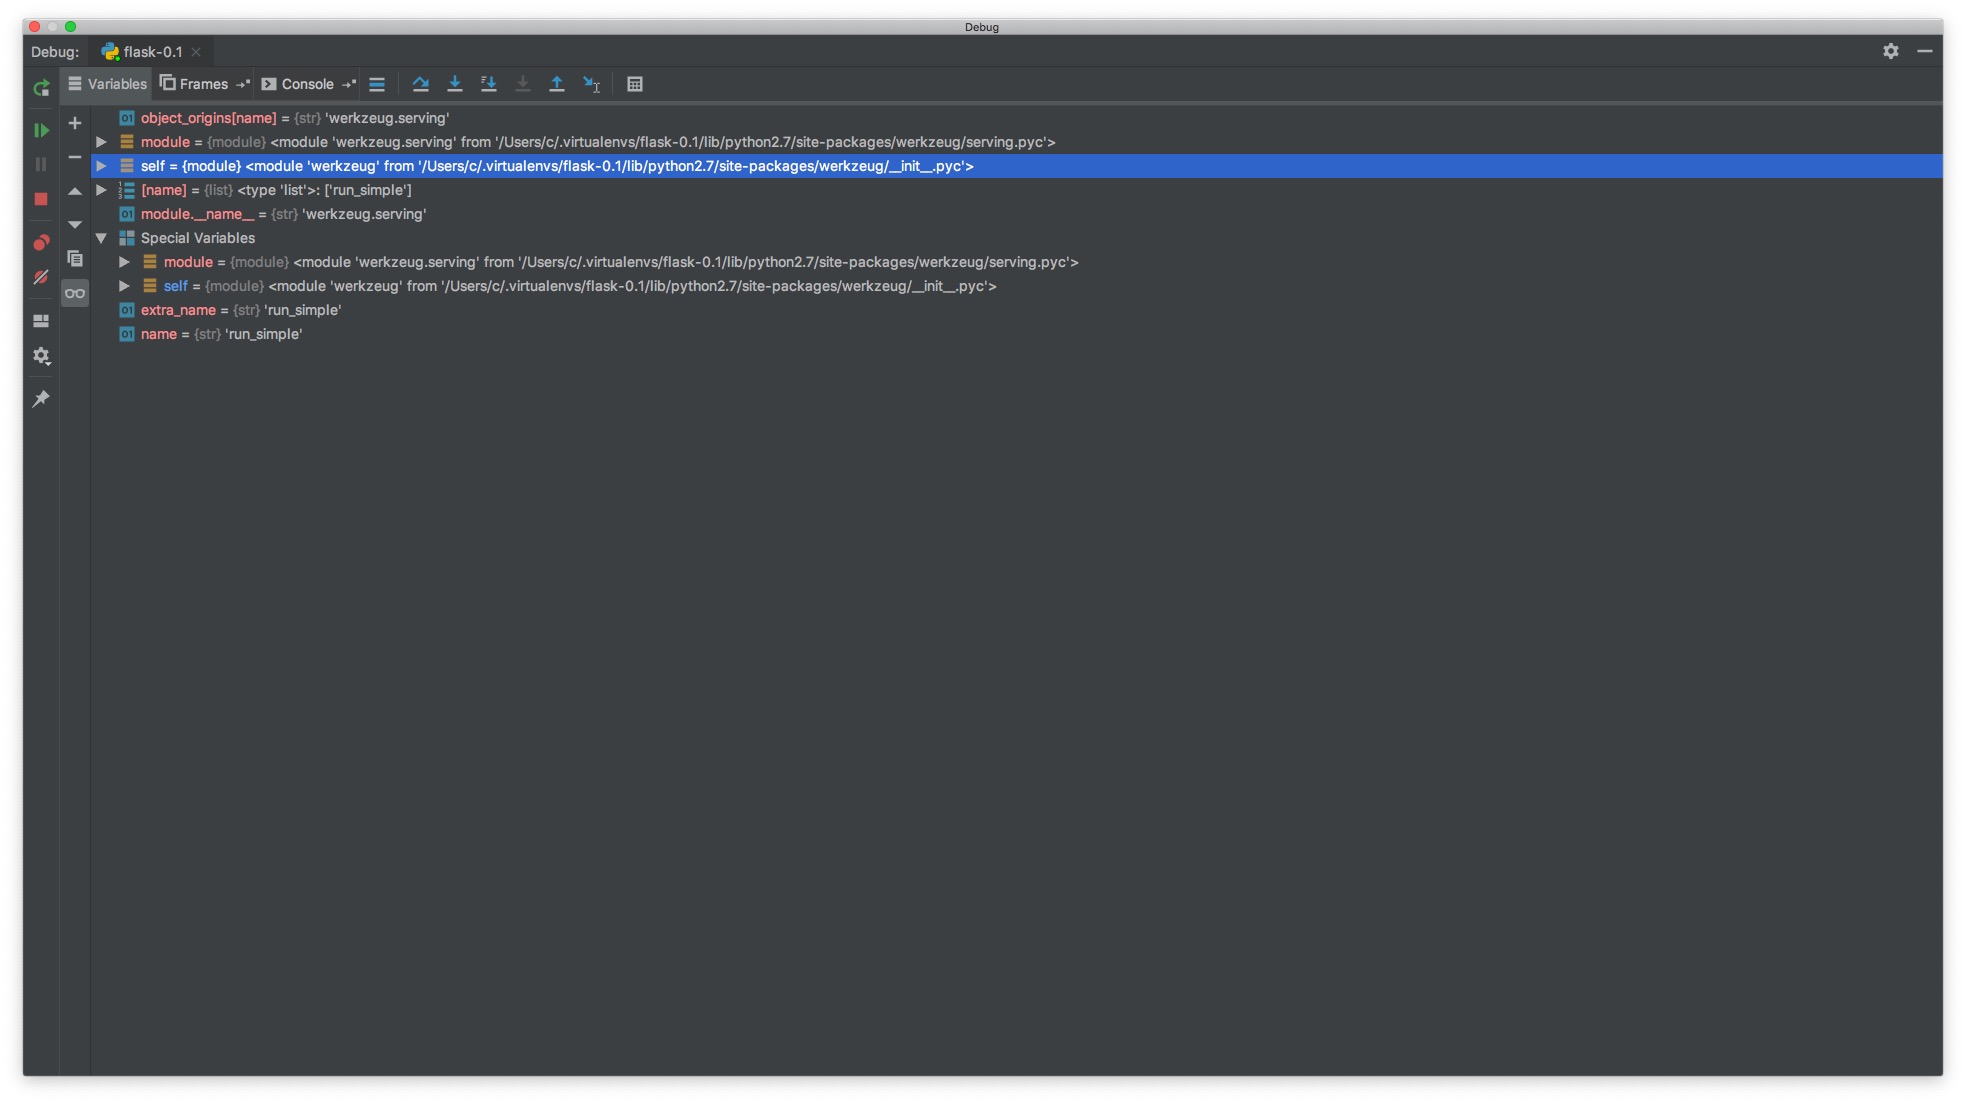 Debug
Debug: flask-0.1
Variables Frames Console
object_origins[name] = {str} 'werkzeug.serving'
module = {module} <module 'werkzeug.serving' from '/Users/c/.virtualenvs/flask-0.1/lib/python2.7/site-packages/werkzeug/serving.pyc'>
self = {module} <module 'werkzeug' from '/Users/c/.virtualenvs/flask-0.1/lib/python2.7/site-packages/werkzeug/__init__.pyc'>
[name] = {list} <type 'list'>: ['run_simple']
module.__name__ = {str} 'werkzeug.serving'
Special Variables
module = {module} <module 'werkzeug.serving' from '/Users/c/.virtualenvs/flask-0.1/lib/python2.7/site-packages/werkzeug/serving.pyc'>
self = {module} <module 'werkzeug' from '/Users/c/.virtualenvs/flask-0.1/lib/python2.7/site-packages/werkzeug/__init__.pyc'>
extra_name = {str} 'run_simple'
name = {str} 'run_simple'